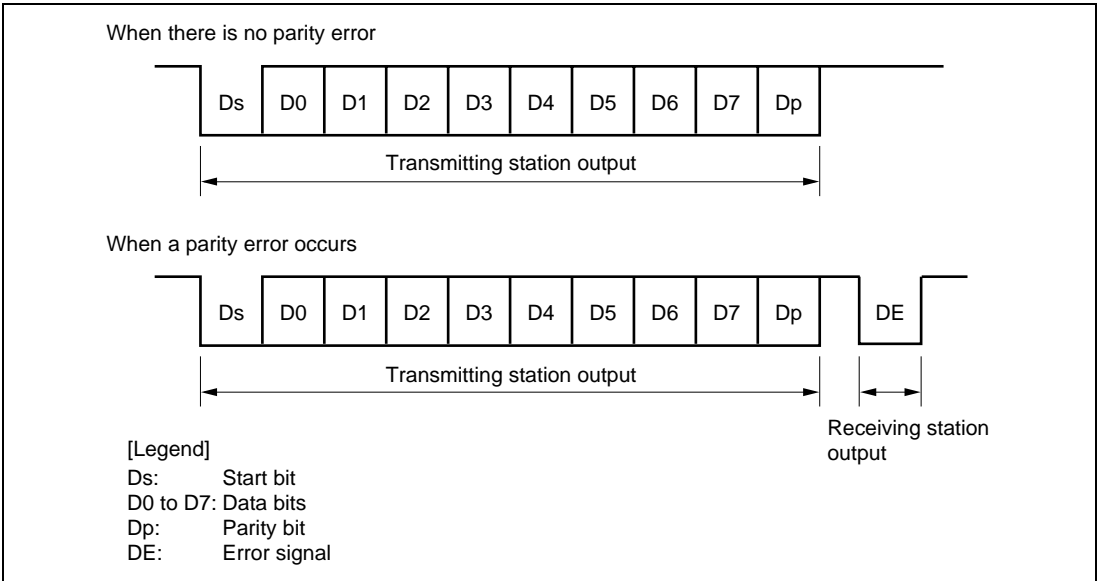 When there is no parity error
Ds D0 D1 D2 D3 D4 D5 D6 D7 Dp
Transmitting station output
When a parity error occurs
Ds D0 D1 D2 D3 D4 D5 D6 D7 Dp DE
Transmitting station output
Receiving station
output
[Legend]
Ds: Start bit
D0 to D7: Data bits
Dp: Parity bit
DE: Error signal